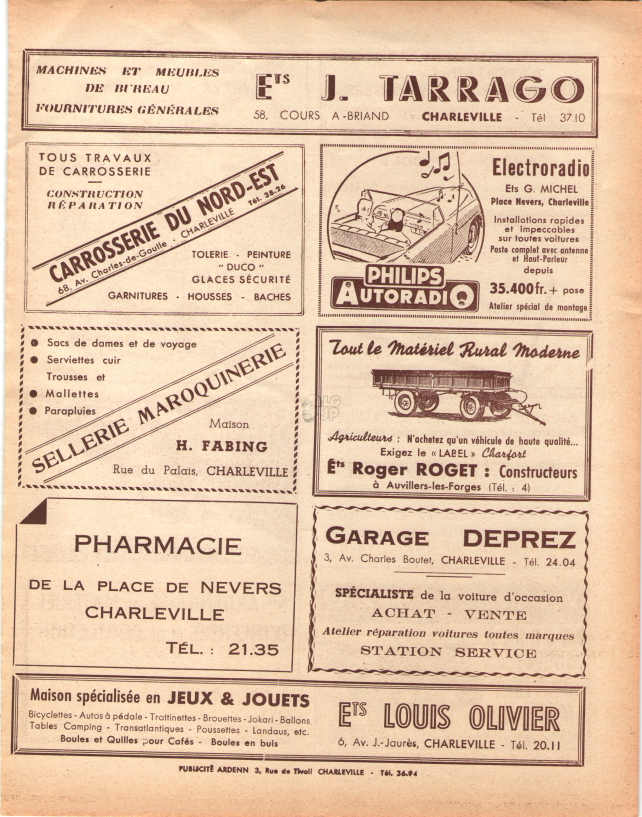 MACHINES ET MEUBLES
DE BUREAU
FOURNITURES GÉNÉRALES
ETS J. TARRAGO
58, COURS A-BRIAND CHARLEVILLE - Tél 37.10
TOUS TRAVAUX
DE CARROSSERIE
CONSTRUCTION
RÉPARATION
CARROSSERIE DU NORD-EST
68, Av. Charles-de-Gaulle - CHARLEVILLE Tél. 38.26
TOLERIE - PEINTURE
"DUCO"
GLACES SÉCURITÉ
GARNITURES - HOUSSES - BACHES
Electroradio
Ets G. MICHEL
Place Nevers, Charleville
Installations rapides
et impeccables
sur toutes voitures
Poste complet avec antenne
et Haut-Parleur
depuis
35.400 fr. + pose
Atelier spécial de montage
PHILIPS
AUTORADIO
Sacs de dames et de voyage
Serviettes cuir
Trousses et
Mallettes
Parapluies
SELLERIE MAROQUINERIE
Maison
H. FABING
Rue du Palais, CHARLEVILLE
Tout le Matériel Rural Moderne
Agriculteurs : N'achetez qu'un véhicule de haute qualité...
Exigez le « LABEL » Charfort
Ets Roger ROGET : Constructeurs
à Auvillers-les-Forges (Tél. : 4)
PHARMACIE
DE LA PLACE DE NEVERS
CHARLEVILLE
TÉL. : 21.35
GARAGE DEPREZ
3, Av. Charles Boutet, CHARLEVILLE - Tél. 24.04
SPÉCIALISTE de la voiture d'occasion
ACHAT - VENTE
Atelier réparation voitures toutes marques
STATION SERVICE
Maison spécialisée en JEUX & JOUETS
Bicyclettes - Autos à pédale - Trottinettes - Brouettes - Jokari - Ballons
Tables Camping - Transatlantiques - Poussettes - Landaus, etc.
Boules et Quilles pour Cafés - Boules en buis
ETS LOUIS OLIVIER
6, Av. J.-Jaurès, CHARLEVILLE - Tél. 20.11
PUBLICITÉ ARDENN 3, Rue de Tivoli CHARLEVILLE - Tél. 36.94